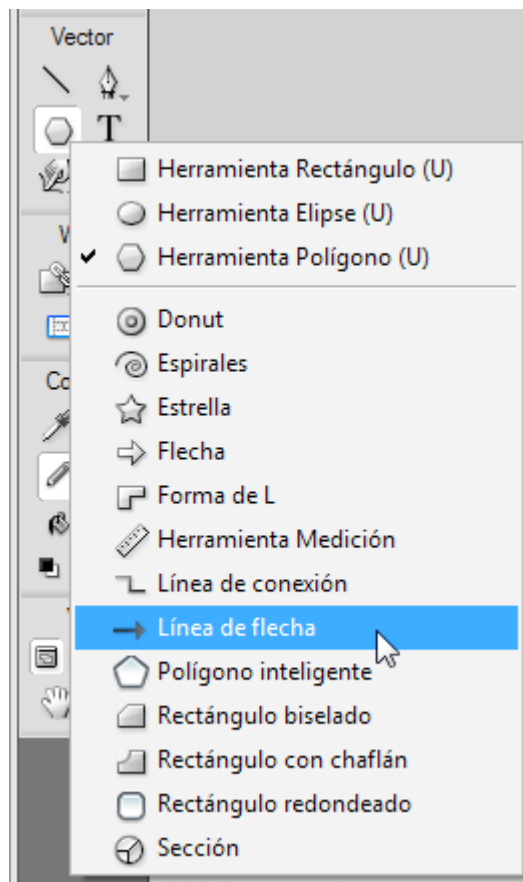 Vector
T
Herramienta Rectángulo (U)
Herramienta Elipse (U)
Herramienta Polígono (U)
Donut
Espirales
Estrella
Flecha
Forma de L
Herramienta Medición
Línea de conexión
Línea de flecha
Polígono inteligente
Rectángulo biselado
Rectángulo con chaflán
Rectángulo redondeado
Sección